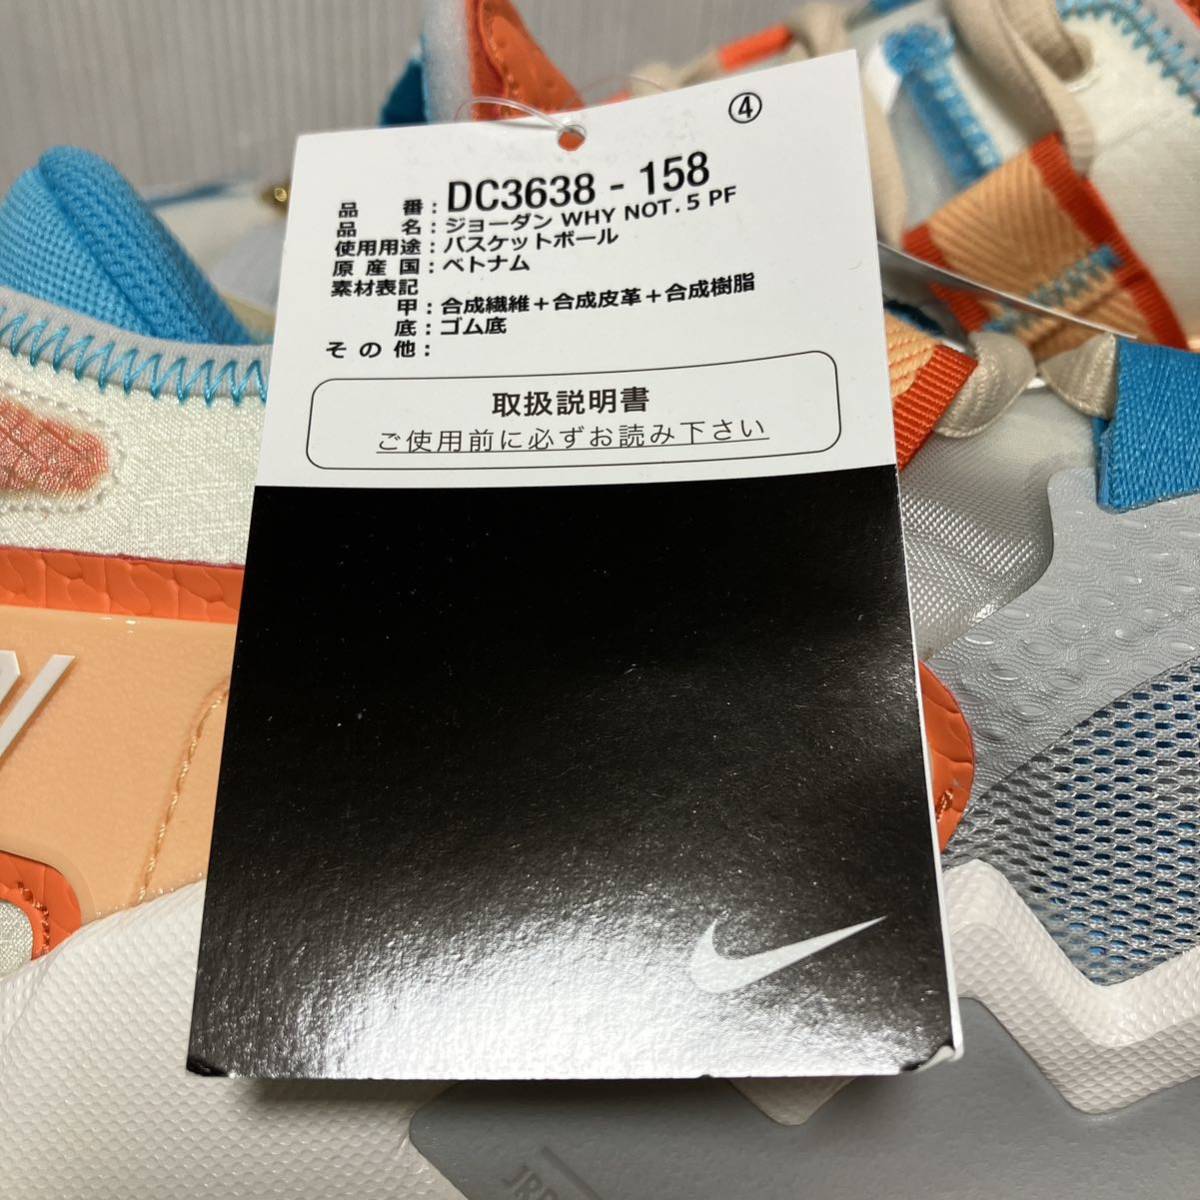 ④
品番：DC3638 - 158
品名：ジョーダン WHY NOT.5 PF
使用用途：バスケットボール
原産国：ベトナム
素材表記
甲：合成繊維＋合成皮革＋合成樹脂
底：ゴム底
その他：
取扱説明書
ご使用前に必ずお読み下さい